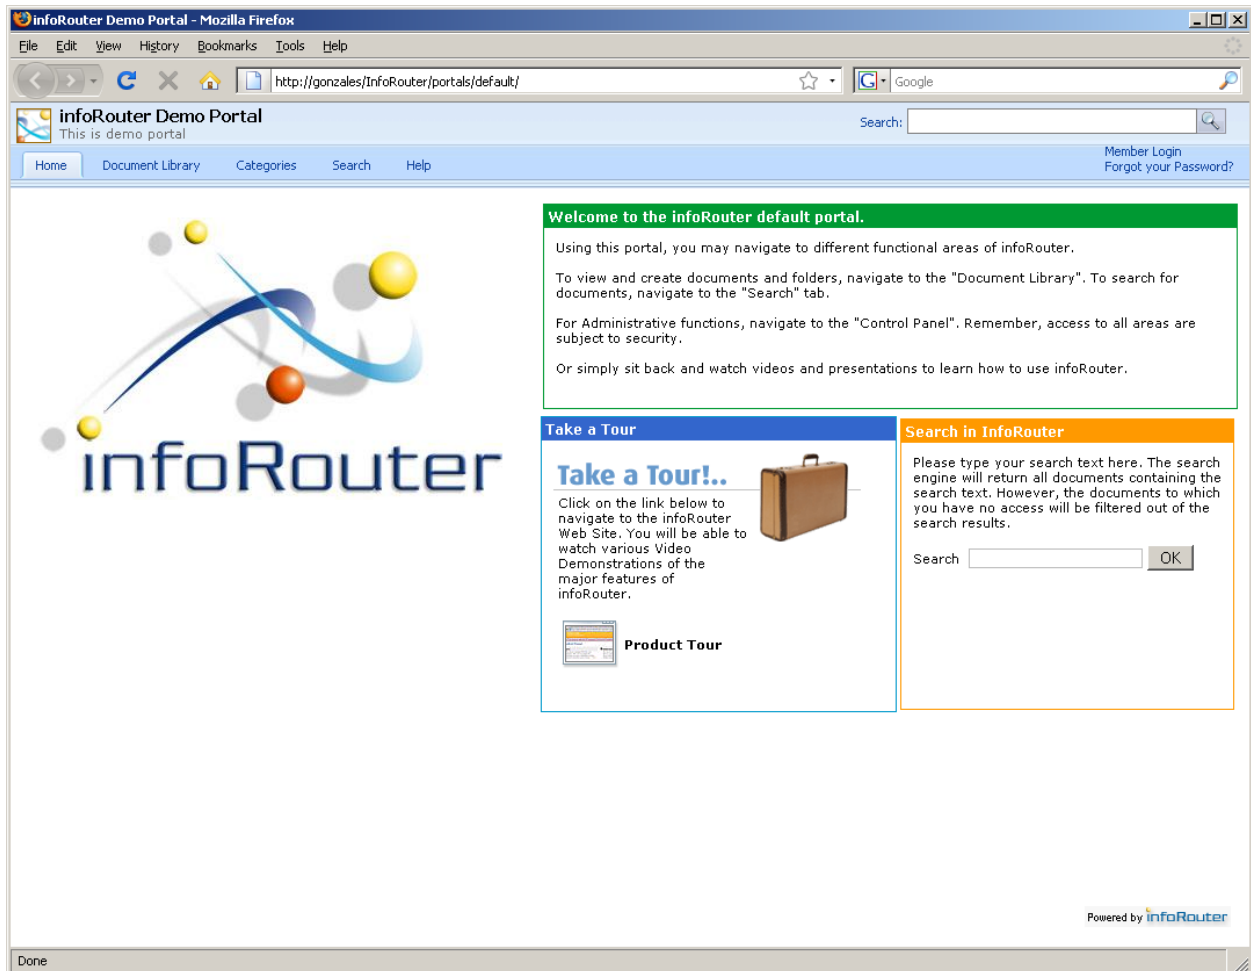 infoRouter Demo Portal - Mozilla Firefox
File Edit View History Bookmarks Tools Help
http://gonzales/InfoRouter/portals/default/
G Google
infoRouter Demo Portal
This is demo portal
Search:
Home Document Library Categories Search Help
Member Login
Forgot your Password?
infoRouter
Welcome to the infoRouter default portal.
Using this portal, you may navigate to different functional areas of infoRouter.
To view and create documents and folders, navigate to the "Document Library". To search for
documents, navigate to the "Search" tab.
For Administrative functions, navigate to the "Control Panel". Remember, access to all areas are
subject to security.
Or simply sit back and watch videos and presentations to learn how to use infoRouter.
Take a Tour
Take a Tour!..
Click on the link below to
navigate to the infoRouter
Web Site. You will be able to
watch various Video
Demonstrations of the
major features of
infoRouter.
Product Tour
Search in InfoRouter
Please type your search text here. The search
engine will return all documents containing the
search text. However, the documents to which
you have no access will be filtered out of the
search results.
Search OK
Powered by infoRouter
Done